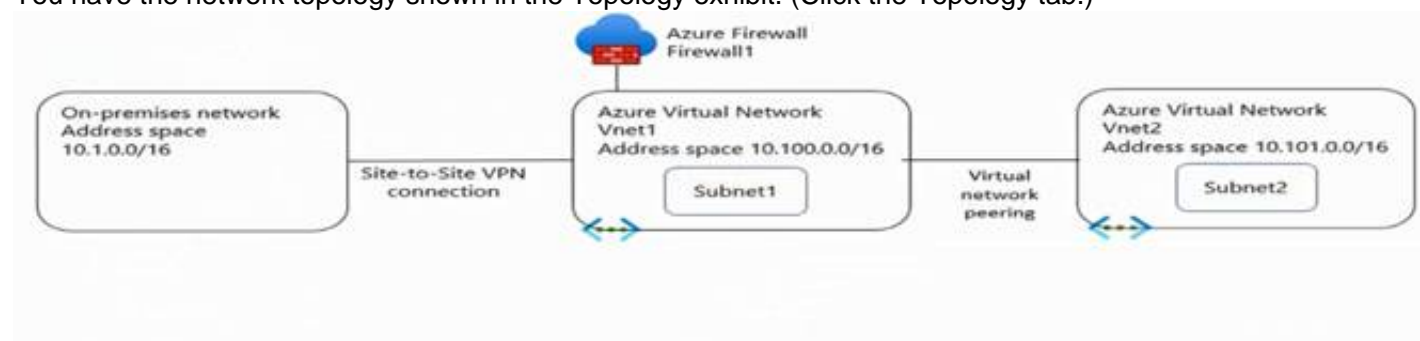 You have the network topology shown in the Topology exhibit. (Click the Topology tab.)
Azure Firewall
Firewall1
On-premises network
Address space
10.1.0.0/16
Site-to-Site VPN
connection
Azure Virtual Network
Vnet1
Address space 10.100.0.0/16
Subnet1
Virtual
network
peering
Azure Virtual Network
Vnet2
Address space 10.101.0.0/16
Subnet2